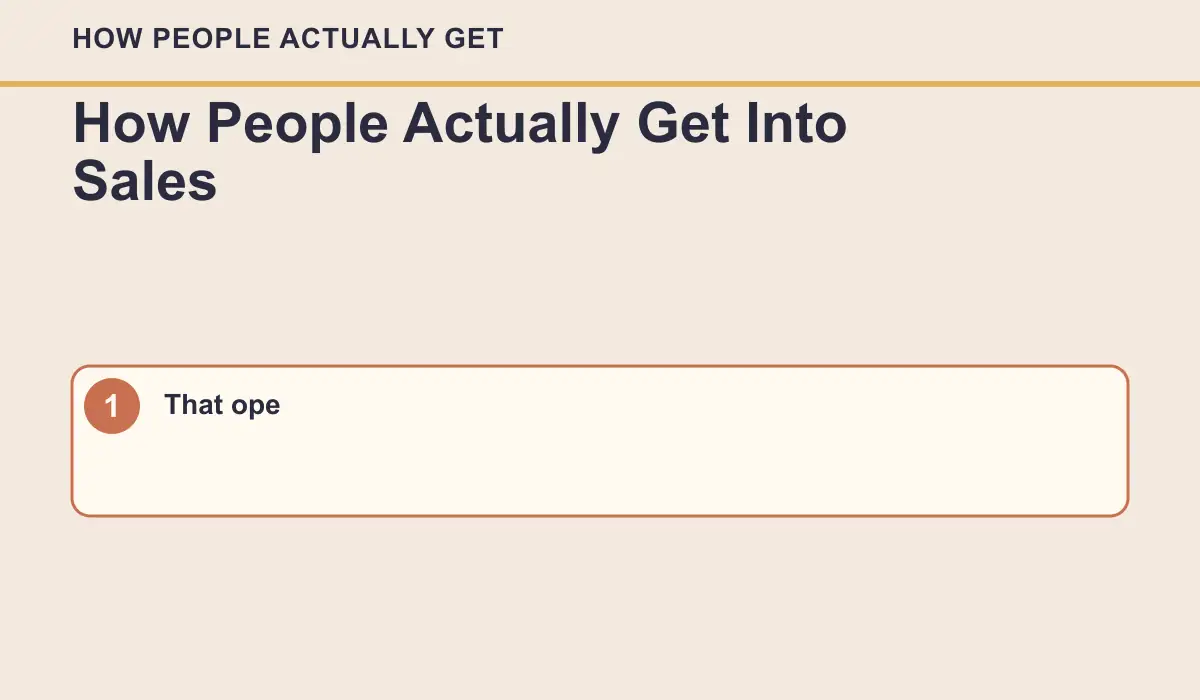 HOW PEOPLE ACTUALLY GET
How People Actually Get Into
Sales
1 That ope